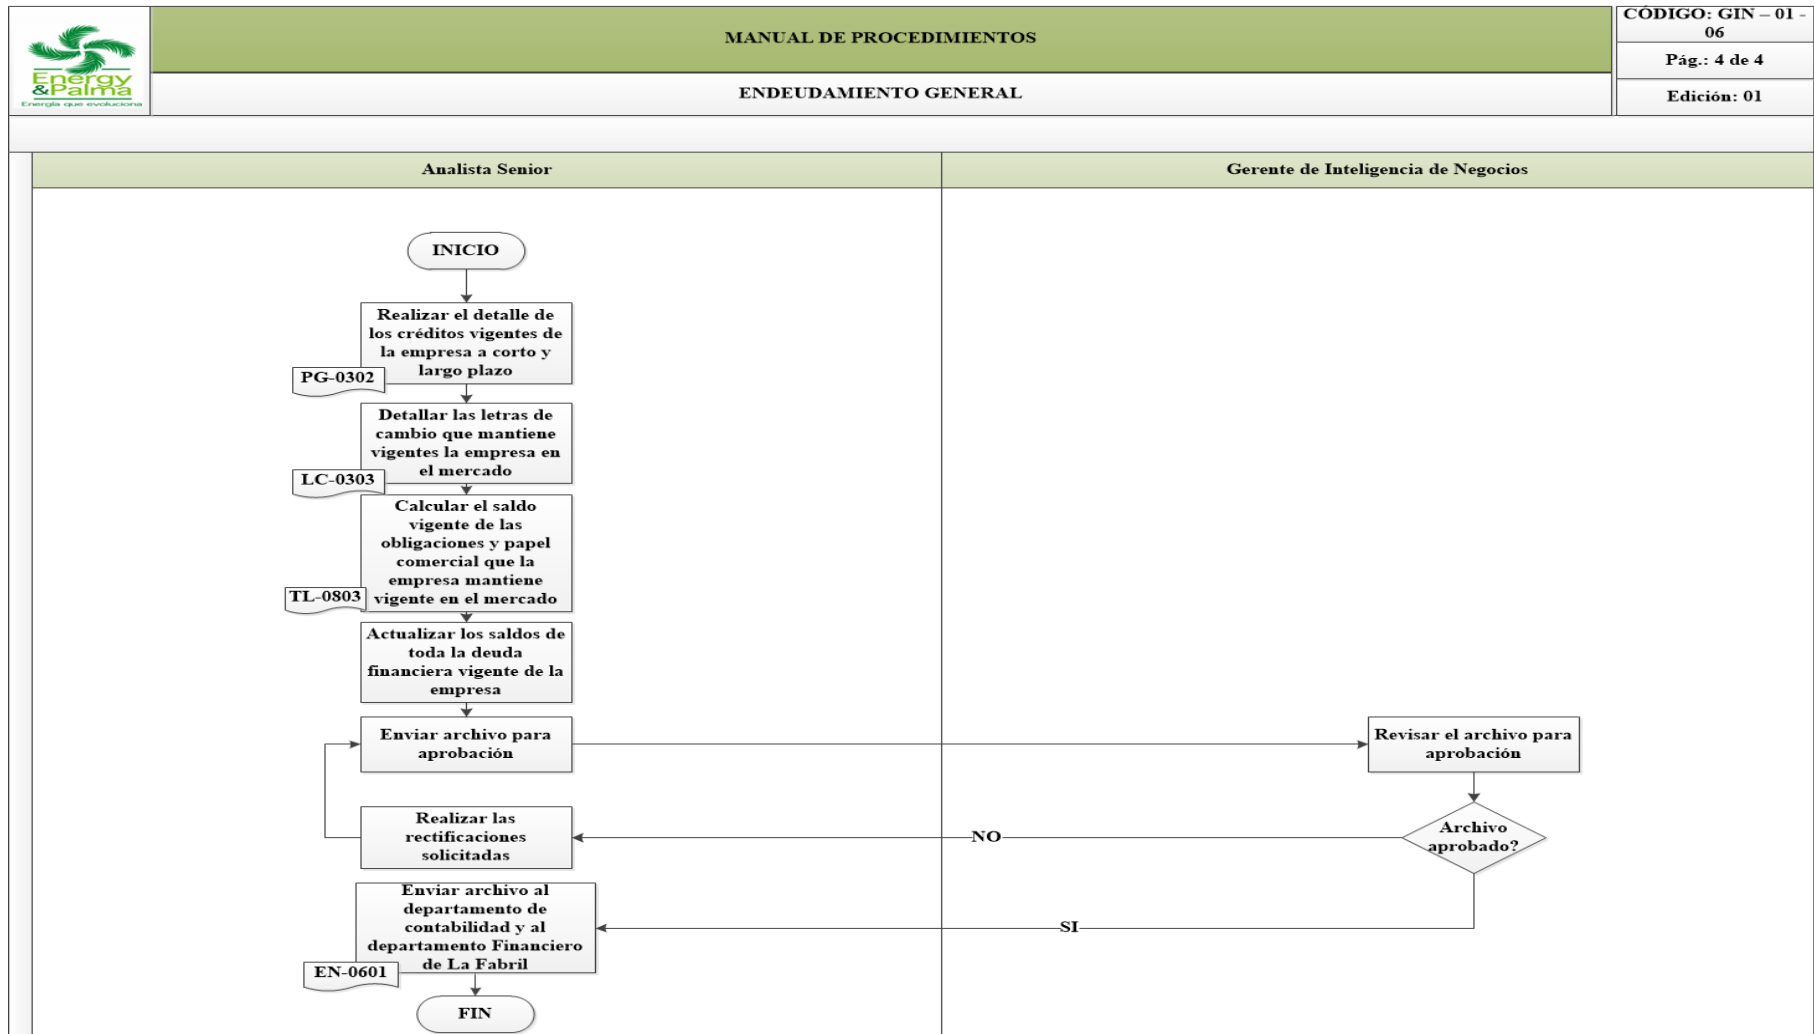 Energy
&Palma
Energía que evoluciona
MANUAL DE PROCEDIMIENTOS
ENDEUDAMIENTO GENERAL
CÓDIGO: GIN – 01 -
06
Pág.: 4 de 4
Edición: 01
Analista Senior
Gerente de Inteligencia de Negocios
INICIO
Realizar el detalle de
los créditos vigentes de
la empresa a corto y
largo plazo
PG-0302
Detallar las letras de
cambio que mantiene
vigentes la empresa en
el mercado
LC-0303
Calcular el saldo
vigente de las
obligaciones y papel
comercial que la
empresa mantiene
vigente en el mercado
TL-0803
Actualizar los saldos de
toda la deuda
financiera vigente de la
empresa
Enviar archivo para
aprobación
Revisar el archivo para
aprobación
Archivo
aprobado?
NO
Realizar las
rectificaciones
solicitadas
SI
Enviar archivo al
departamento de
contabilidad y al
departamento Financiero
de La Fabril
EN-0601
FIN